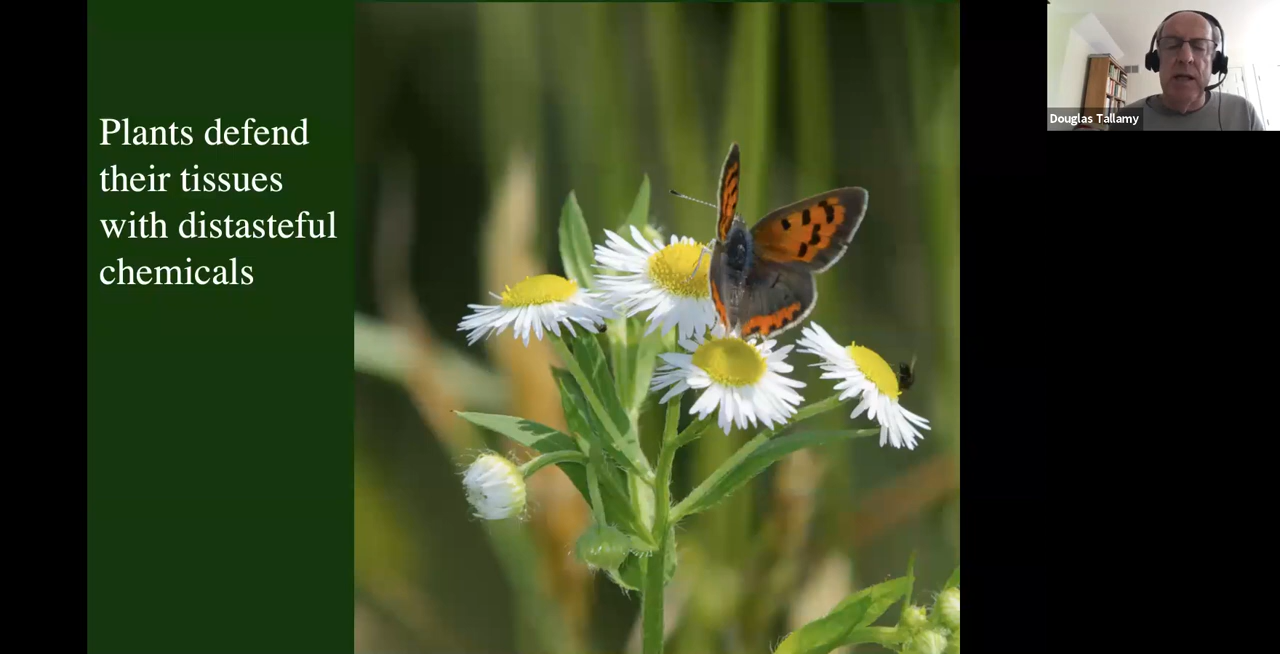 Plants defend
their tissues
with distasteful
chemicals
Douglas Tallamy